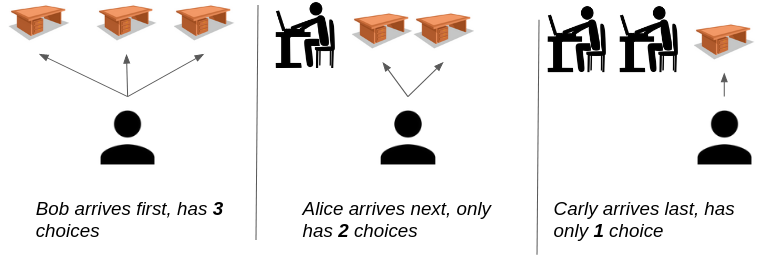 Bob arrives first, has 3
choices
Alice arrives next, only
has 2 choices
Carly arrives last, has
only 1 choice